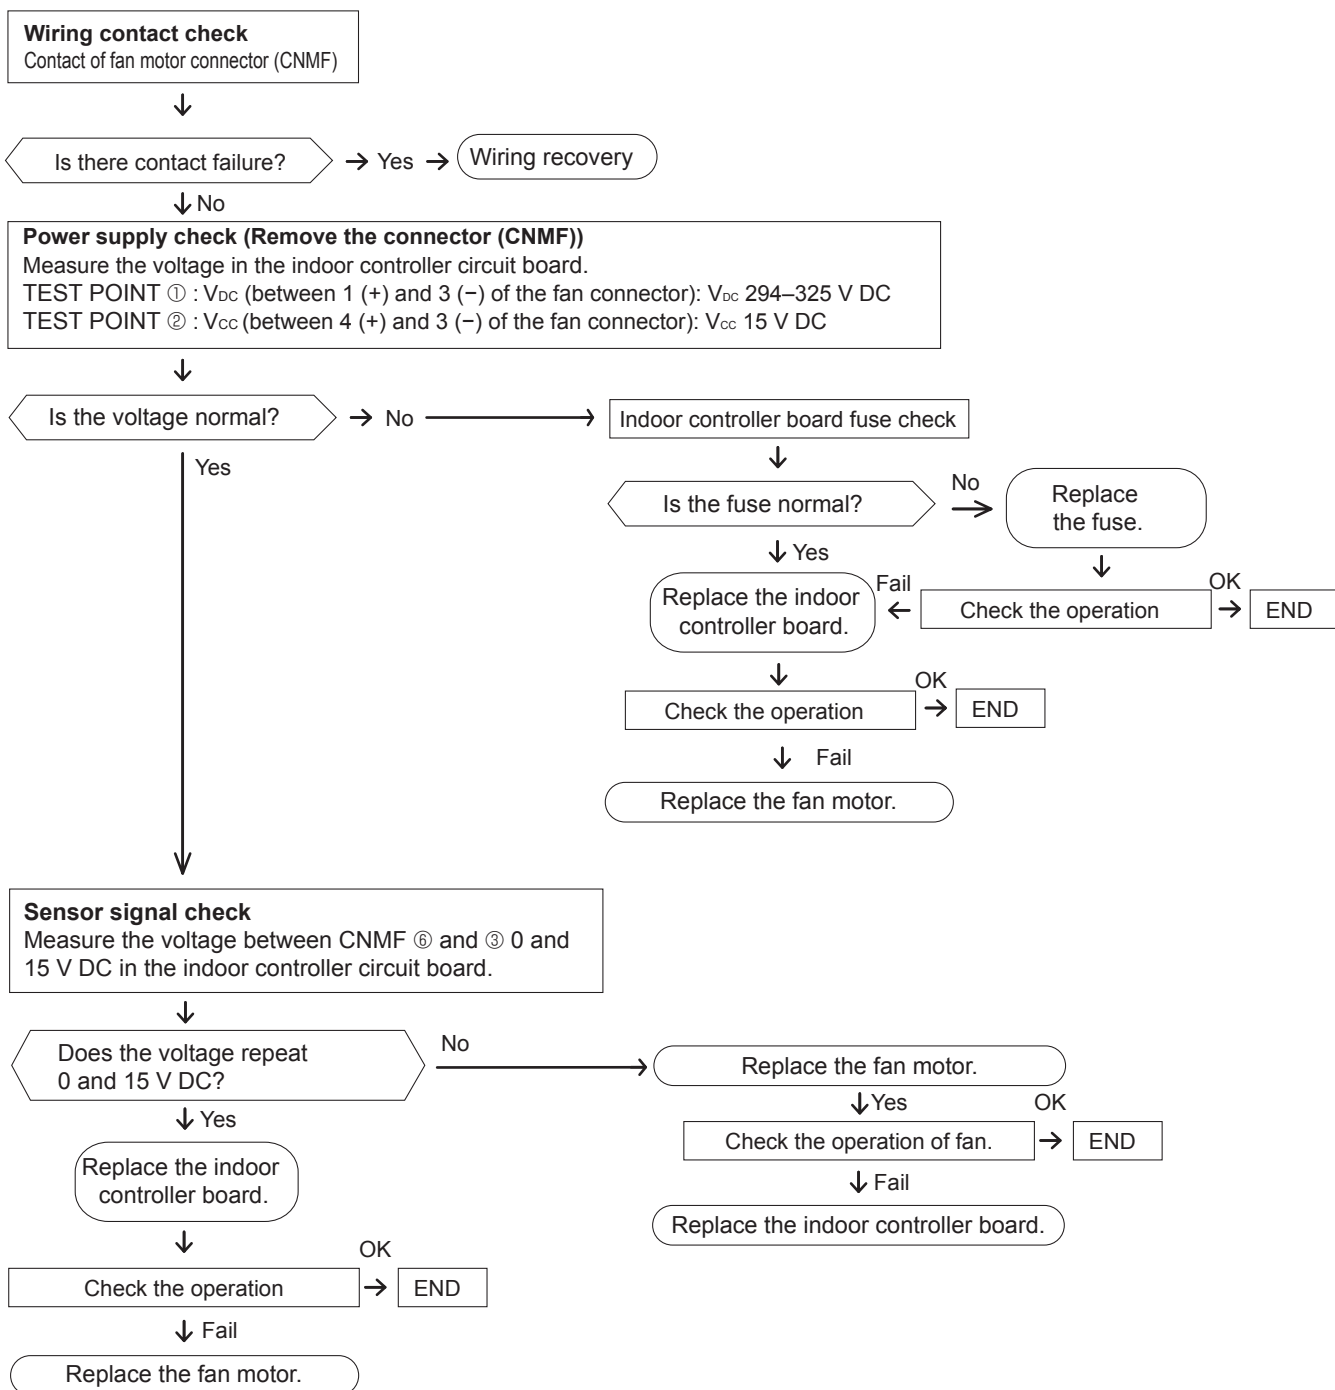 Wiring contact check
Contact of fan motor connector (CNMF)
Is there contact failure?
Yes
Wiring recovery
No
Power supply check (Remove the connector (CNMF))
Measure the voltage in the indoor controller circuit board.
TEST POINT ① : VDC (between 1 (+) and 3 (−) of the fan connector): VDC 294–325 V DC
TEST POINT ② : VCC (between 4 (+) and 3 (−) of the fan connector): VCC 15 V DC
Is the voltage normal?
No
Indoor controller board fuse check
Yes
Is the fuse normal?
No
Replace
the fuse.
Yes
Replace the indoor
controller board.
Fail
Check the operation
OK
END
Check the operation
OK
END
Fail
Replace the fan motor.
Sensor signal check
Measure the voltage between CNMF ⑥ and ③ 0 and
15 V DC in the indoor controller circuit board.
Does the voltage repeat
0 and 15 V DC?
No
Replace the fan motor.
Yes
Check the operation of fan.
OK
END
Fail
Replace the indoor controller board.
Yes
Replace the indoor
controller board.
Check the operation
OK
END
Fail
Replace the fan motor.